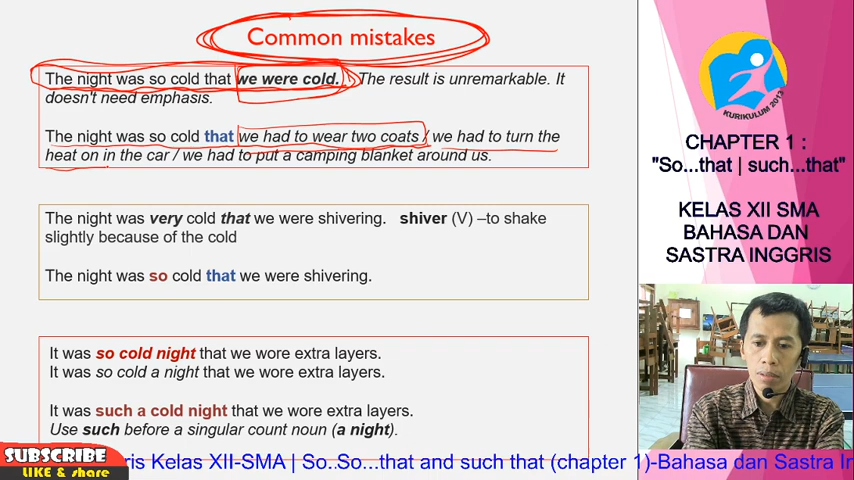 Common mistakes
The night was so cold that we were cold. The result is unremarkable. It
doesn't need emphasis.
The night was so cold that we had to wear two coats / we had to turn the
heat on in the car / we had to put a camping blanket around us.
The night was very cold that we were shivering. shiver (V) –to shake
slightly because of the cold
The night was so cold that we were shivering.
It was so cold night that we wore extra layers.
It was so cold a night that we wore extra layers.
It was such a cold night that we wore extra layers.
Use such before a singular count noun (a night).
KURIKULUM 2013
CHAPTER 1 :
"So...that | such...that"
KELAS XII SMA
BAHASA DAN
SASTRA INGGRIS
SUBSCRIBE
LIKE & share
ris Kelas XII-SMA | So..So...that and such that (chapter 1)-Bahasa dan Sastra In